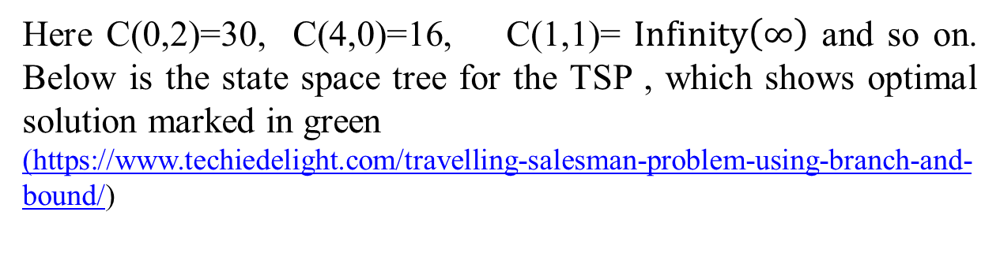 Here C(0,2)=30, C(4,0)=16, C(1,1)= Infinity(∞) and so on.
Below is the state space tree for the TSP , which shows optimal
solution marked in green
(https://www.techiedelight.com/travelling-salesman-problem-using-branch-and-
bound/)